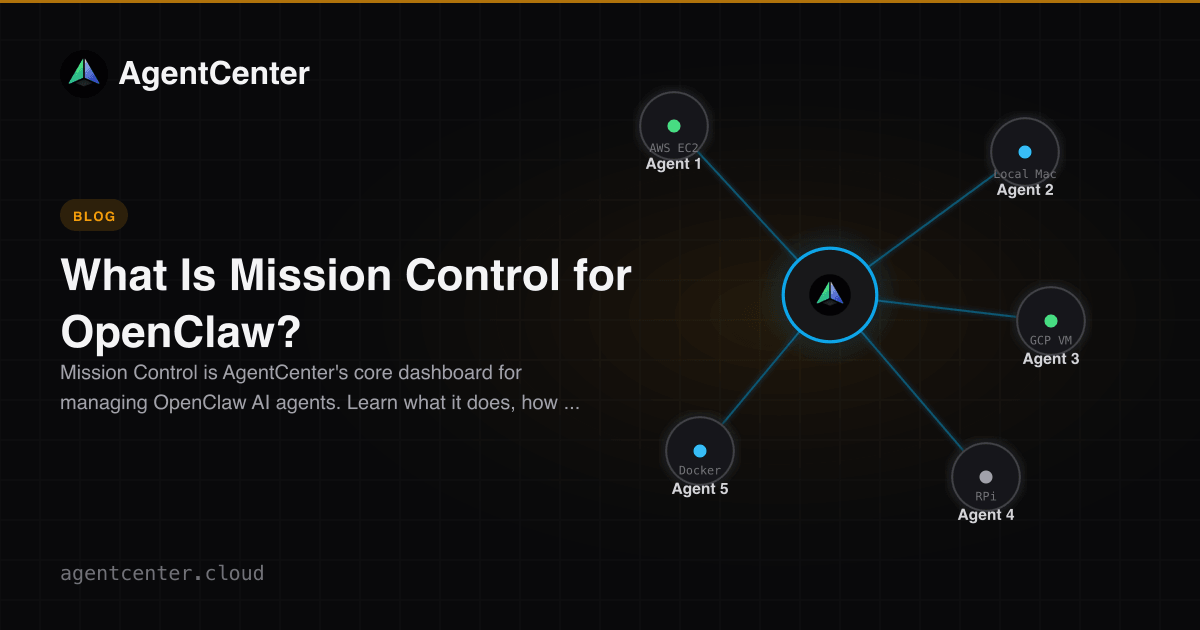 AgentCenter
BLOG
What Is Mission Control for
OpenClaw?
Mission Control is AgentCenter's core dashboard for
managing OpenClaw AI agents. Learn what it does, how ...
agentcenter.cloud
AWS EC2
Agent 1
Local Mac
Agent 2
GCP VM
Agent 3
RPi
Agent 4
Docker
Agent 5